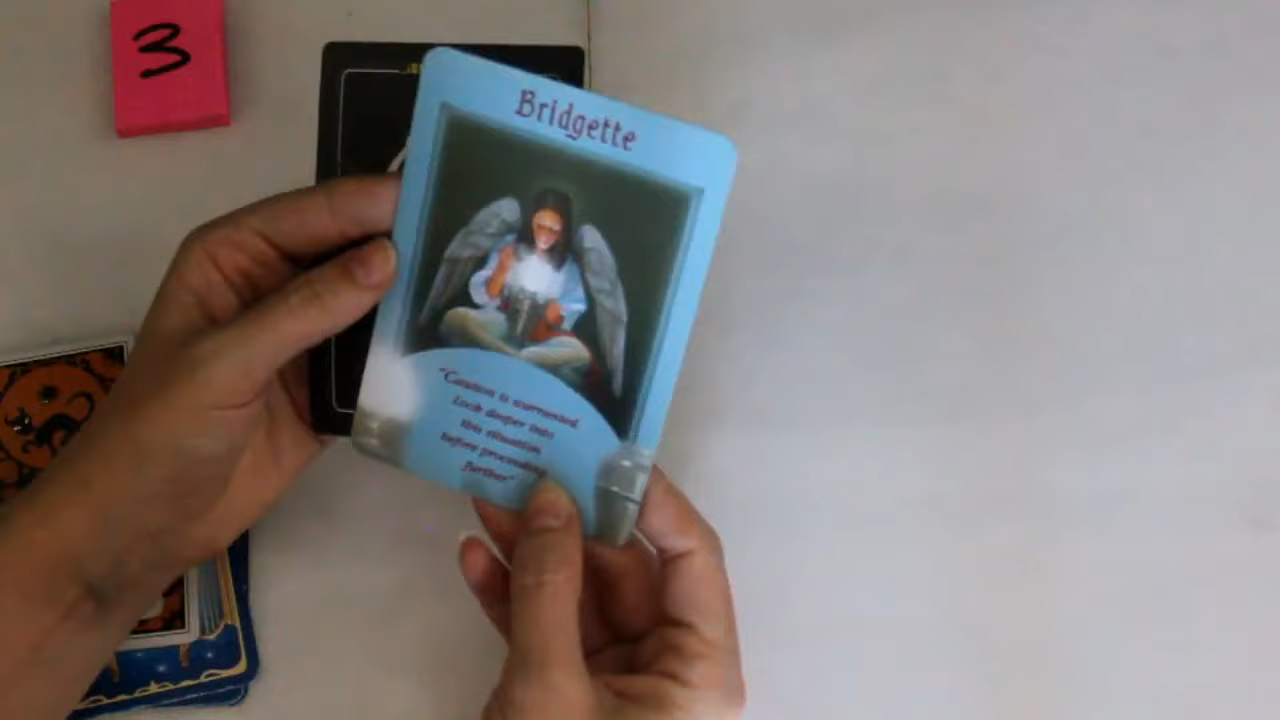 3
Bridgette
"Caution is warranted.
Look deeper into
this situation
before proceeding
further"